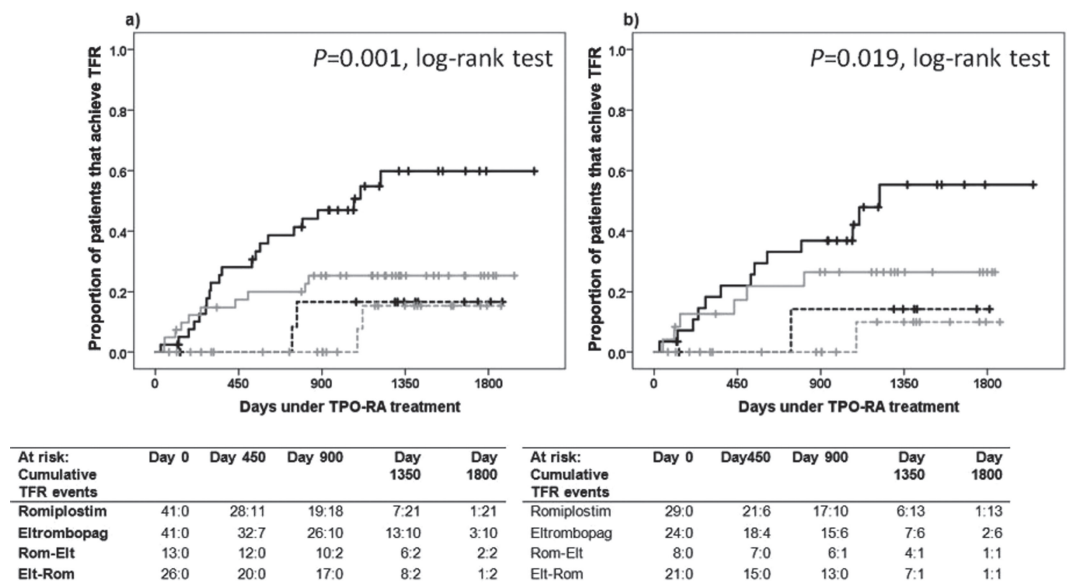 a)
P=0.001, log-rank test
Proportion of patients that achieve TFR
1.0
0.8
0.6
0.4
0.2
0.0
0 450 900 1350 1800
Days under TPO-RA treatment
b)
P=0.019, log-rank test
Proportion of patients that achieve TFR
1.0
0.8
0.6
0.4
0.2
0.0
0 450 900 1350 1800
Days under TPO-RA treatment
At risk: Day 0 Day 450 Day 900 Day Day
Cumulative 1350 1800
TFR events
Romiplostim 41:0 28:11 19:18 7:21 1:21
Eltrombopag 41:0 32:7 26:10 13:10 3:10
Rom-Elt 13:0 12:0 10:2 6:2 2:2
Elt-Rom 26:0 20:0 17:0 8:2 1:2
At risk: Day 0 Day450 Day 900 Day Day
Cumulative 1350 1800
TFR events
Romiplostim 29:0 21:6 17:10 6:13 1:13
Eltrombopag 24:0 18:4 15:6 7:6 2:6
Rom-Elt 8:0 7:0 6:1 4:1 1:1
Elt-Rom 21:0 15:0 13:0 7:1 1:1